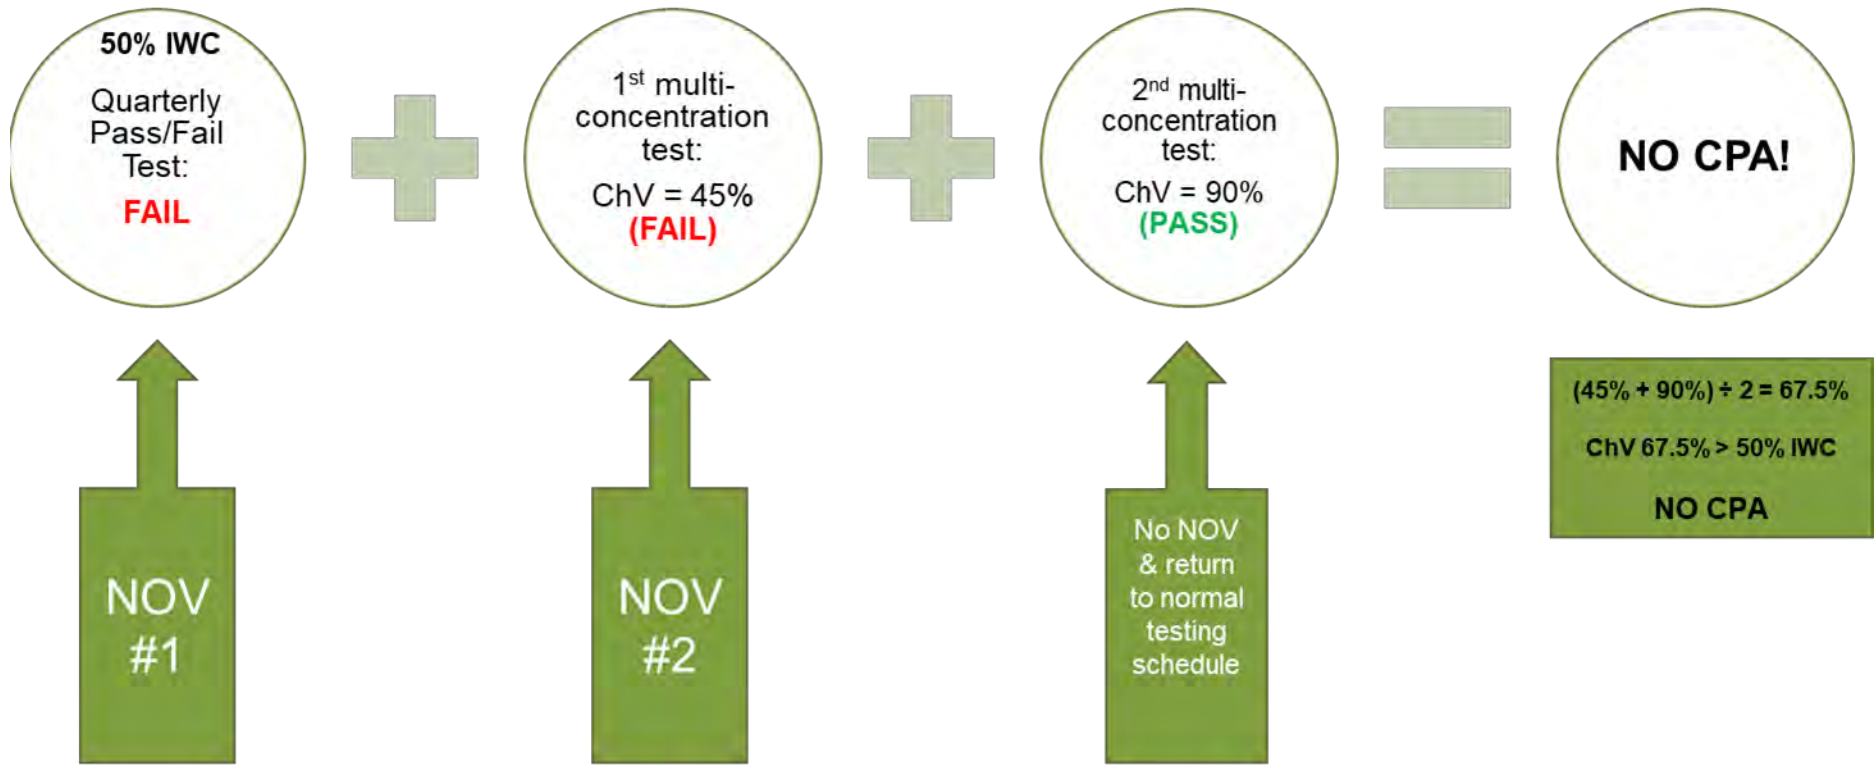 50% IWC
Quarterly
Pass/Fail
Test:
FAIL
1st multi-
concentration
test:
ChV = 45%
(FAIL)
2nd multi-
concentration
test:
ChV = 90%
(PASS)
NO CPA!
NOV
#1
NOV
#2
No NOV
& return
to normal
testing
schedule
(45% + 90%) ÷ 2 = 67.5%
ChV 67.5% > 50% IWC
NO CPA